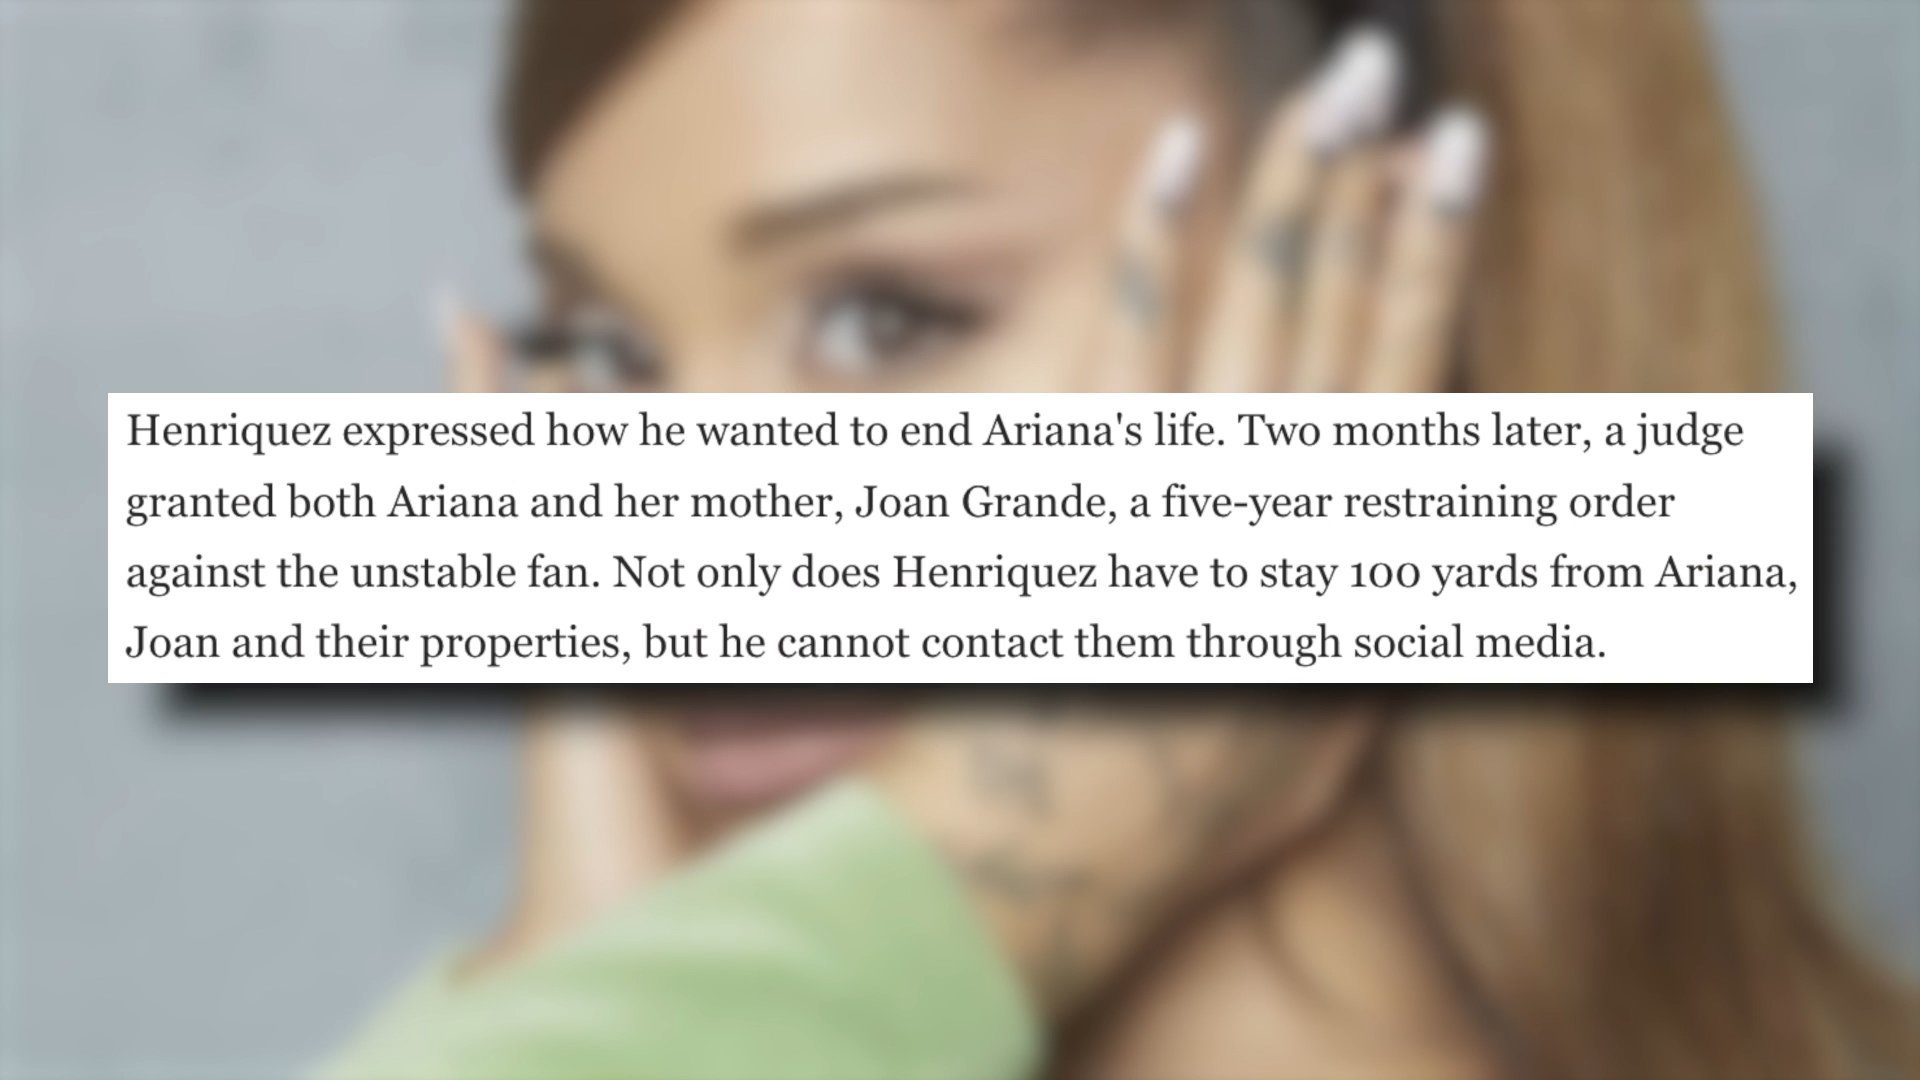 Henriquez expressed how he wanted to end Ariana's life. Two months later, a judge
granted both Ariana and her mother, Joan Grande, a five-year restraining order
against the unstable fan. Not only does Henriquez have to stay 100 yards from Ariana,
Joan and their properties, but he cannot contact them through social media.